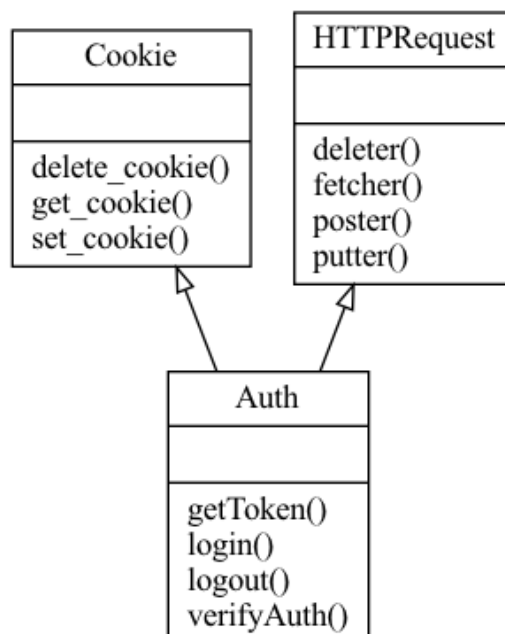 Cookie
delete_cookie()
get_cookie()
set_cookie()
HTTPRequest
deleter()
fetcher()
poster()
putter()
Auth
getToken()
login()
logout()
verifyAuth()